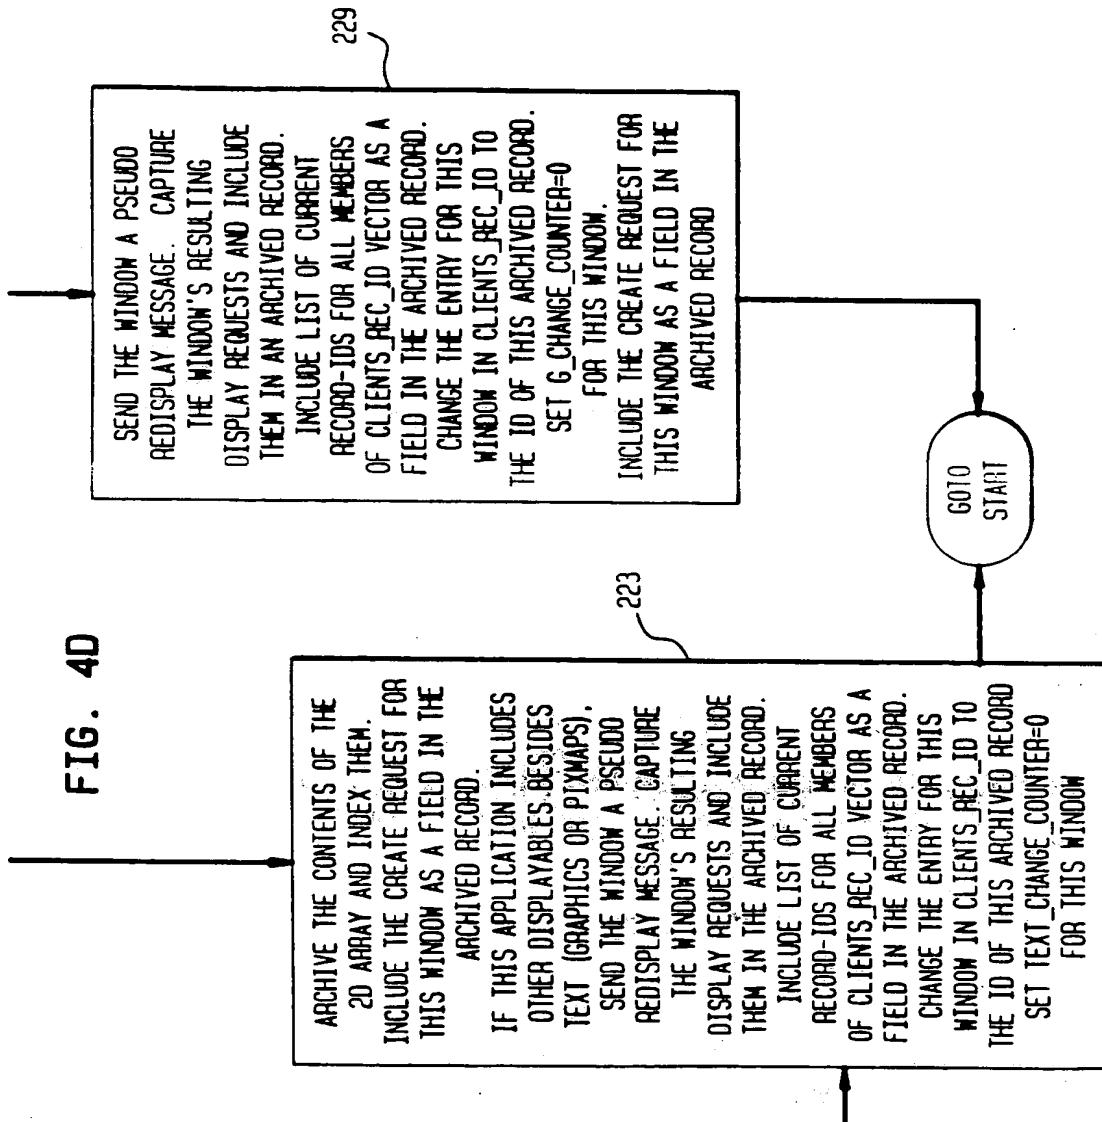 FIG. 4D
ARCHIVE THE CONTENTS OF THE
2D ARRAY AND INDEX THEM.
INCLUDE THE CREATE REQUEST FOR
THIS WINDOW AS A FIELD IN THE
ARCHIVED RECORD.
IF THIS APPLICATION INCLUDES
OTHER DISPLAYABLES BESIDES
TEXT (GRAPHICS OR PIXMAPS),
SEND THE WINDOW A PSEUDO
REDISPLAY MESSAGE. CAPTURE
THE WINDOW'S RESULTING
DISPLAY REQUESTS AND INCLUDE
THEM IN THE ARCHIVED RECORD.
INCLUDE LIST OF CURRENT
RECORD-IDS FOR ALL MEMBERS
OF CLIENTS_REC_ID VECTOR AS A
FIELD IN THE ARCHIVED RECORD.
CHANGE THE ENTRY FOR THIS
WINDOW IN CLIENTS_REC_ID TO
THE ID OF THIS ARCHIVED RECORD
SET TEXT_CHANGE_COUNTER=0
FOR THIS WINDOW
223
SEND THE WINDOW A PSEUDO
REDISPLAY MESSAGE. CAPTURE
THE WINDOW'S RESULTING
DISPLAY REQUESTS AND INCLUDE
THEM IN AN ARCHIVED RECORD.
INCLUDE LIST OF CURRENT
RECORD-IDS FOR ALL MEMBERS
OF CLIENTS_REC_ID VECTOR AS A
FIELD IN THE ARCHIVED RECORD.
CHANGE THE ENTRY FOR THIS
WINDOW IN CLIENTS_REC_ID TO
THE ID OF THIS ARCHIVED RECORD.
SET G_CHANGE_COUNTER=0
FOR THIS WINDOW.
INCLUDE THE CREATE REQUEST FOR
THIS WINDOW AS A FIELD IN THE
ARCHIVED RECORD
229
GOTO
START